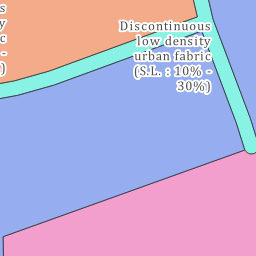 s
y
c
-
)
Discontinuous
low density
urban fabric
(S.L. : 10% -
30%)